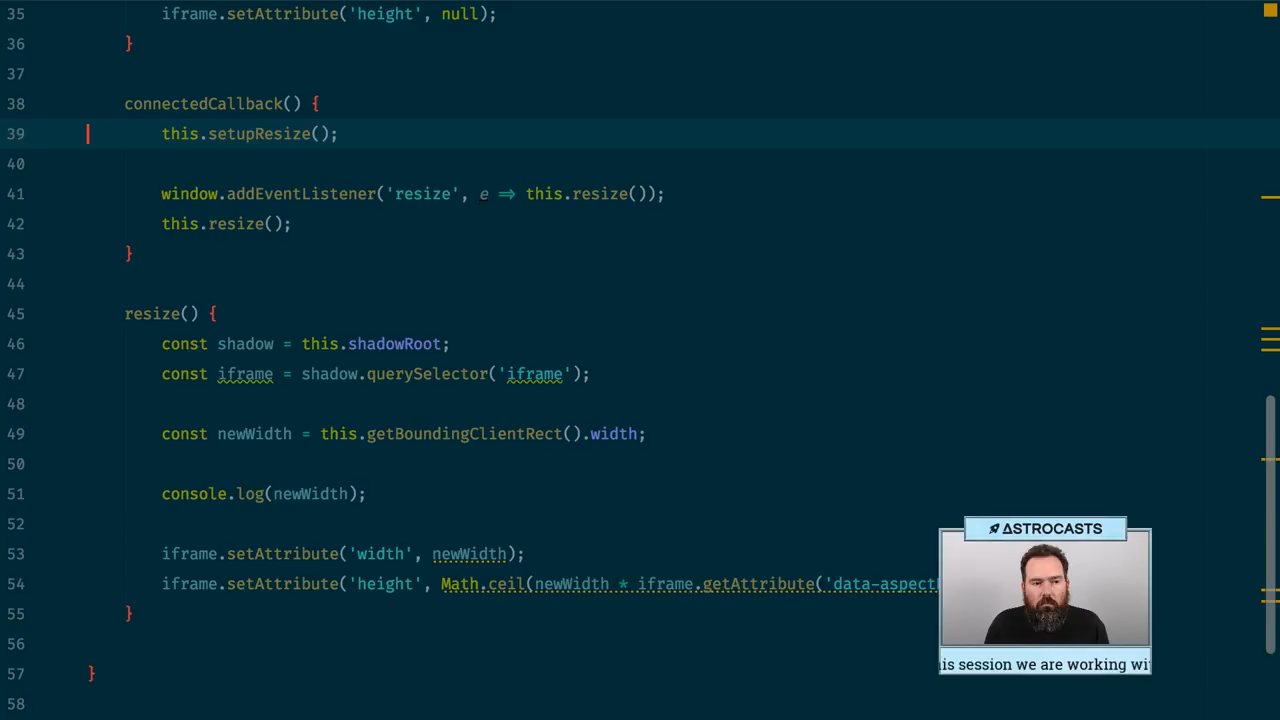 35 iframe.setAttribute('height', null);
36 }
37
38 connectedCallback() {
39 this.setupResize();
40
41 window.addEventListener('resize', e => this.resize());
42 this.resize();
43 }
44
45 resize() {
46 const shadow = this.shadowRoot;
47 const iframe = shadow.querySelector('iframe');
48
49 const newWidth = this.getBoundingClientRect().width;
50
51 console.log(newWidth);
52
53 iframe.setAttribute('width', newWidth);
54 iframe.setAttribute('height', Math.ceil(newWidth * iframe.getAttribute('data-aspect
55 }
56
57 }
58
ΔSTROCASTS
is session we are working wi